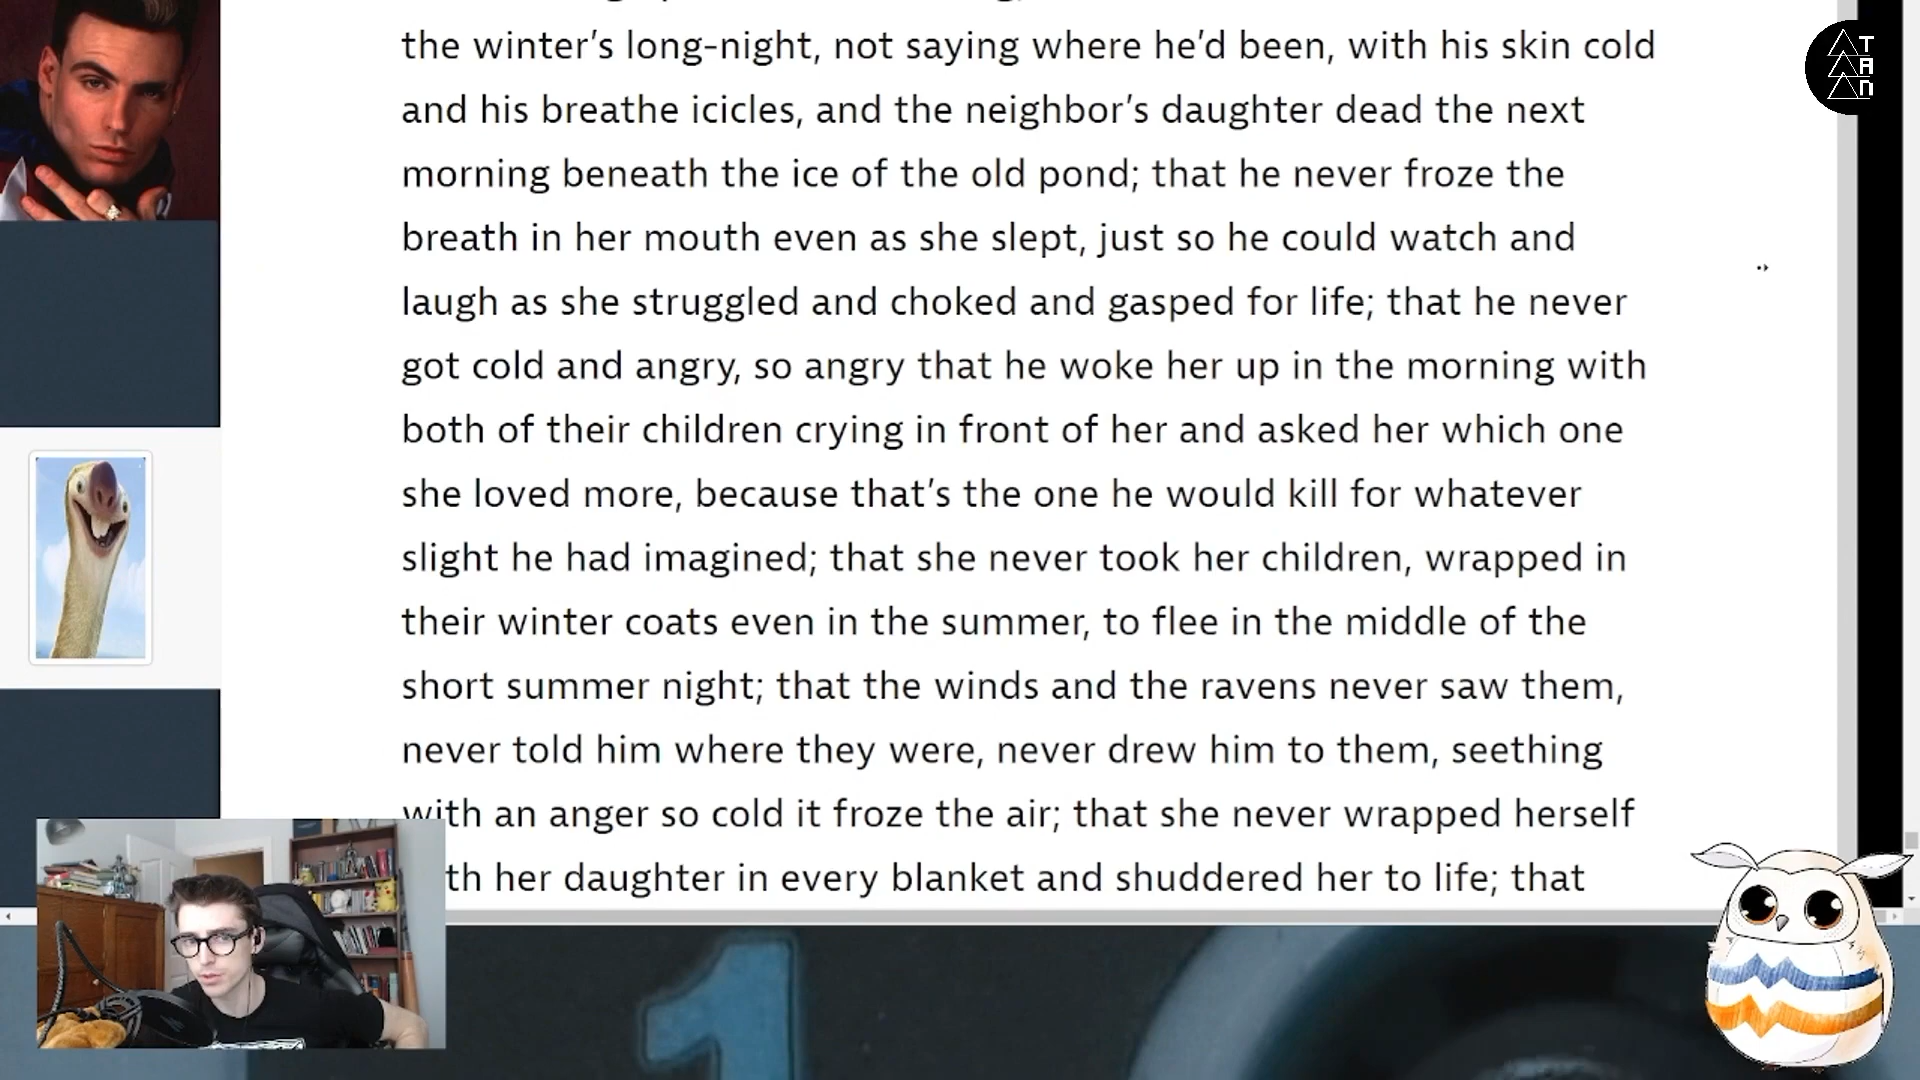 the winter's long-night, not saying where he'd been, with his skin cold
and his breathe icicles, and the neighbor's daughter dead the next
morning beneath the ice of the old pond; that he never froze the
breath in her mouth even as she slept, just so he could watch and
laugh as she struggled and choked and gasped for life; that he never
got cold and angry, so angry that he woke her up in the morning with
both of their children crying in front of her and asked her which one
she loved more, because that's the one he would kill for whatever
slight he had imagined; that she never took her children, wrapped in
their winter coats even in the summer, to flee in the middle of the
short summer night; that the winds and the ravens never saw them,
never told him where they were, never drew him to them, seething
with an anger so cold it froze the air; that she never wrapped herself
th her daughter in every blanket and shuddered her to life; that
TAN
1